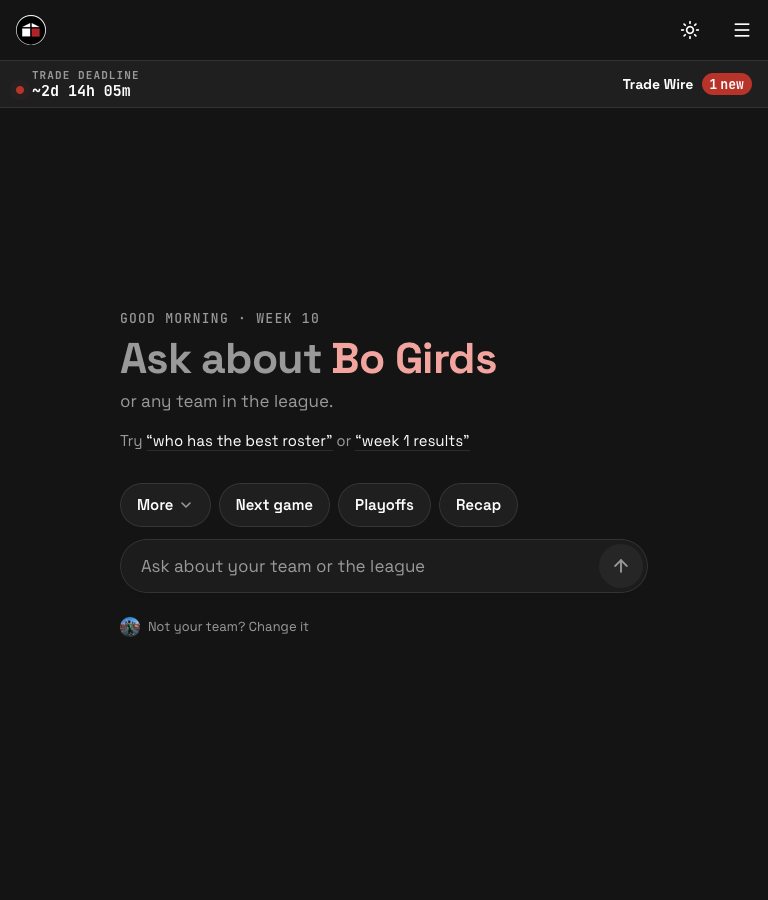 TRADE DEADLINE
~2d 14h 05m
Trade Wire 1 new
GOOD MORNING · WEEK 10
Ask about Bo Girds
or any team in the league.
Try “who has the best roster” or “week 1 results”
More Next game Playoffs Recap
Ask about your team or the league
Not your team? Change it